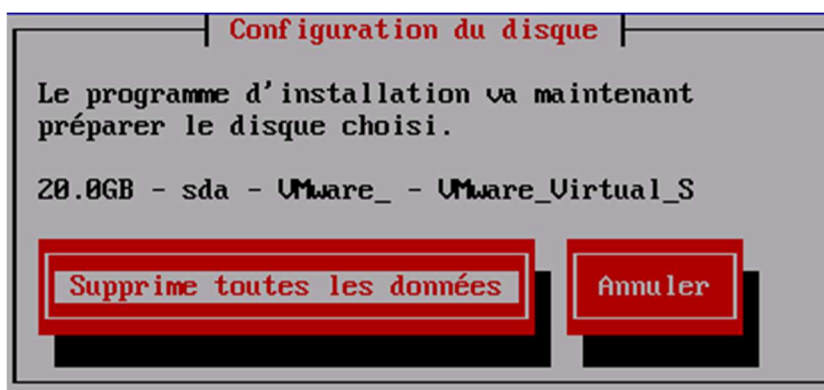 Configuration du disque
Le programme d'installation va maintenant
préparer le disque choisi.
20.0GB - sda - VMware_ - VMware_Virtual_S
Supprime toutes les données
Annuler